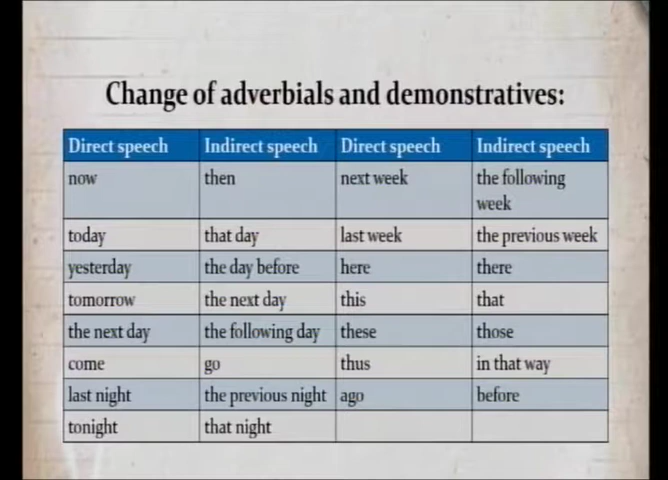 Change of adverbials and demonstratives:
Direct speech Indirect speech Direct speech Indirect speech
now then next week the following week
today that day last week the previous week
yesterday the day before here there
tomorrow the next day this that
the next day the following day these those
come go thus in that way
last night the previous night ago before
tonight that night